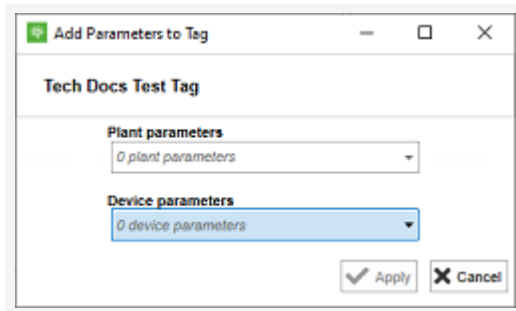 Add Parameters to Tag
Tech Docs Test Tag
Plant parameters
0 plant parameters
Device parameters
0 device parameters
Apply Cancel